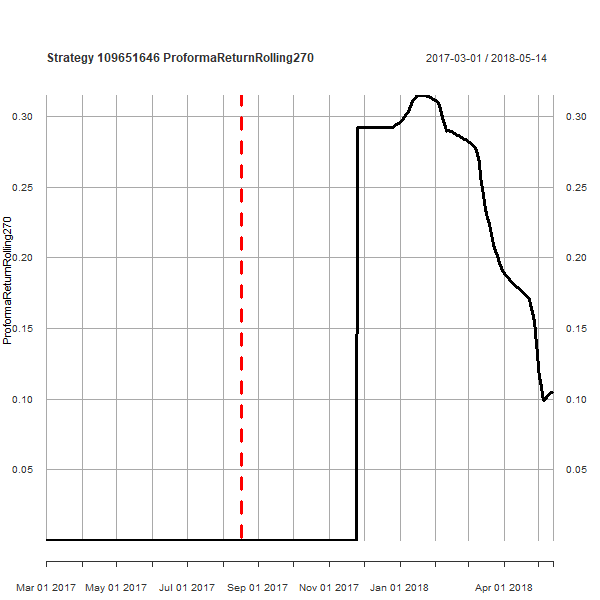 Strategy 109651646 ProformaReturnRolling270
2017-03-01 / 2018-05-14
ProformaReturnRolling270
0.30
0.30
0.25
0.25
0.20
0.20
0.15
0.15
0.10
0.10
0.05
0.05
Mar 01 2017
May 01 2017
Jul 01 2017
Sep 01 2017
Nov 01 2017
Jan 01 2018
Apr 01 2018